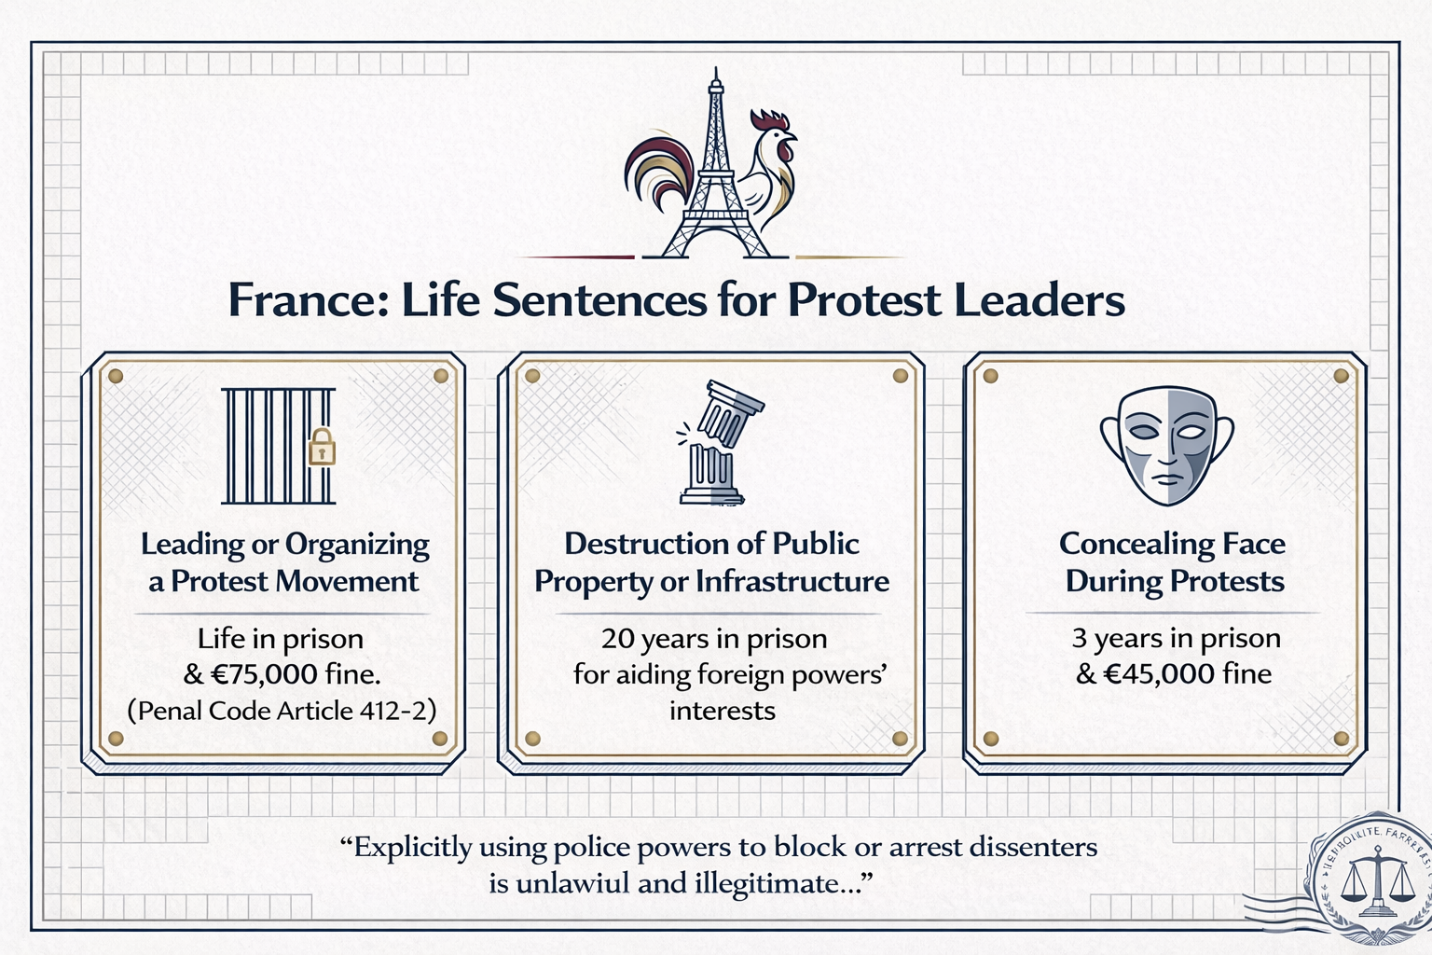 France: Life Sentences for Protest Leaders
Leading or Organizing
a Protest Movement
Life in prison
& €75,000 fine.
(Penal Code Article 412-2)
Destruction of Public
Property or Infrastructure
20 years in prison
for aiding foreign powers’
interests
Concealing Face
During Protests
3 years in prison
& €45,000 fine
“Explicitly using police powers to block or arrest dissenters
is unlawiul and illegitimate...”